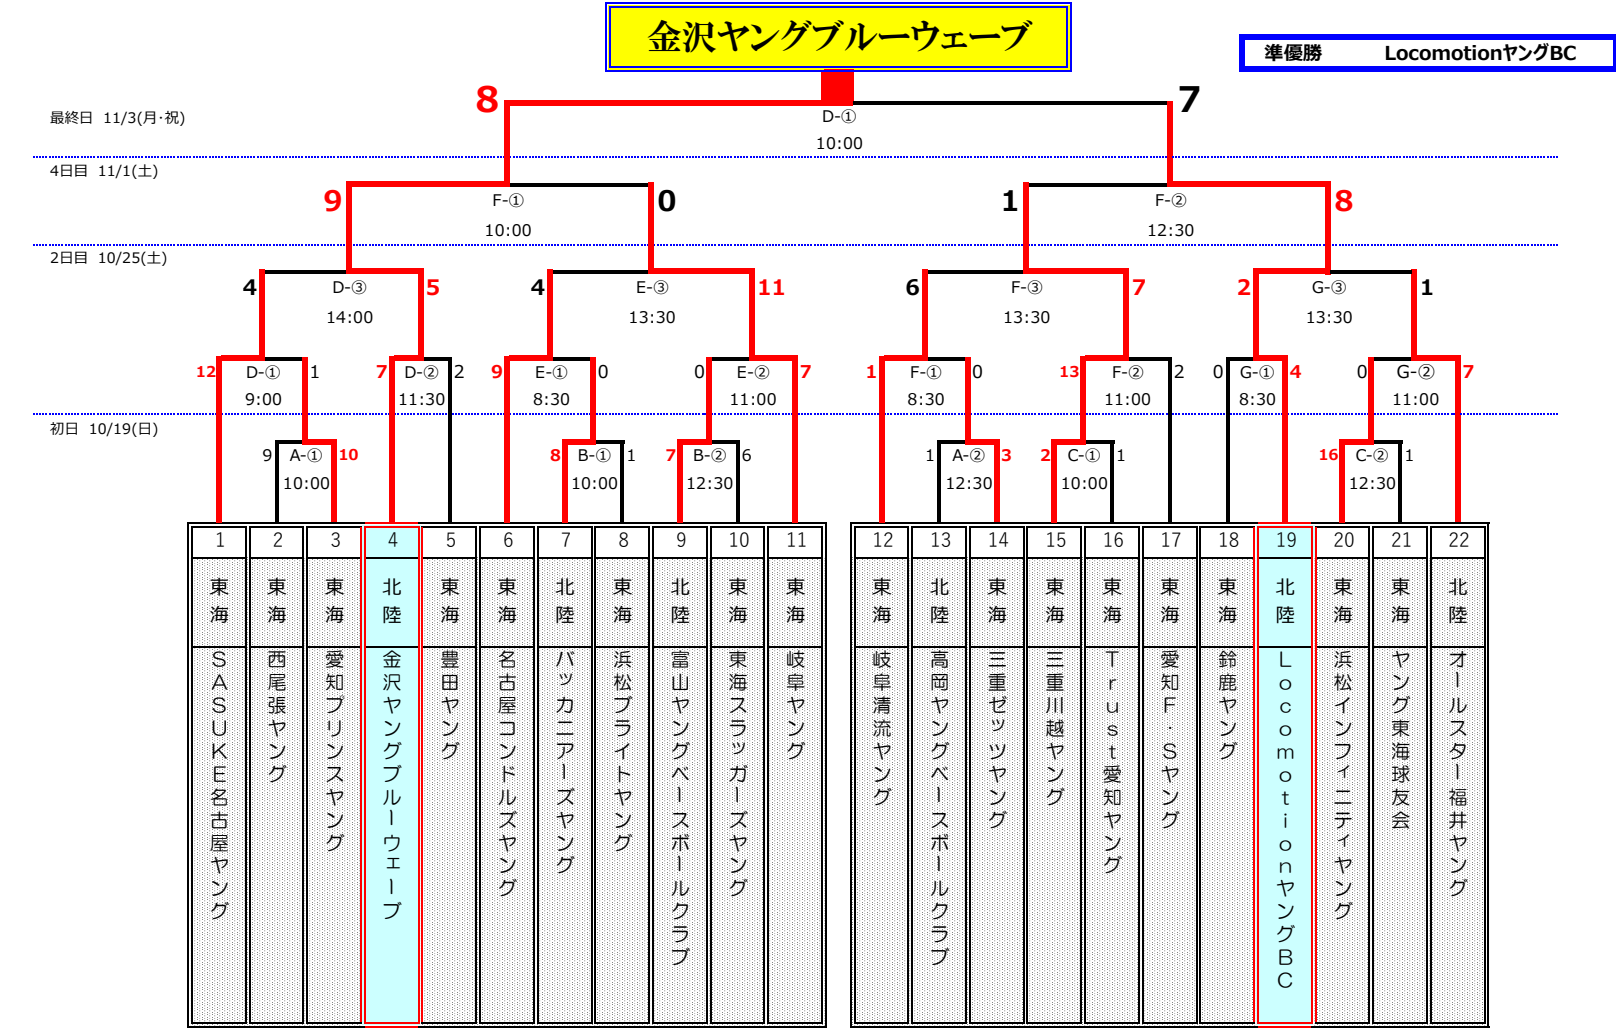 金沢ヤングブルーウェーブ
準優勝 LocomotionヤングBC
8 7
最終日 11/3(月・祝)
D-①
10:00
4日目 11/1(土)
9 F-① 0 1 F-② 8
10:00 12:30
2日目 10/25(土)
4 D-③ 5 4 E-③ 11 6 F-③ 7 2 G-③ 1
14:00 13:30 13:30 13:30
12 D-① 1 7 D-② 2 9 E-① 0 0 E-② 7 1 F-① 0 13 F-② 2 0 G-① 4 0 G-② 7
9:00 11:30 8:30 11:00 8:30 11:00 8:30 11:00
初日 10/19(日)
9 A-① 10 8 B-① 1 7 B-② 6 1 A-② 3 2 C-① 1 16 C-② 1
10:00 10:00 12:30 12:30 10:00 12:30
1 2 3 4 5 6 7 8 9 10 11 12 13 14 15 16 17 18 19 20 21 22
東海 東海 東海 北陸 東海 東海 北陸 東海 北陸 東海 東海 東海 北陸 東海 東海 東海 東海 東海 北陸 東海 東海 北陸
SASUKE名古屋ヤング
西尾張ヤング
愛知プリンスヤング
金沢ヤングブルーウェーブ
豊田ヤング
名古屋コンドルズヤング
バッカニアーズヤング
浜松ブライトヤング
富山ヤングベースボールクラブ
東海スラッガーズヤング
岐阜ヤング
岐阜清流ヤング
高岡ヤングベースボールクラブ
三重ゼッツヤング
三重川越ヤング
Trust愛知ヤング
愛知F・Sヤング
鈴鹿ヤング
LocomotionヤングBC
浜松インフィニティヤング
ヤング東海球友会
オールスター福井ヤング